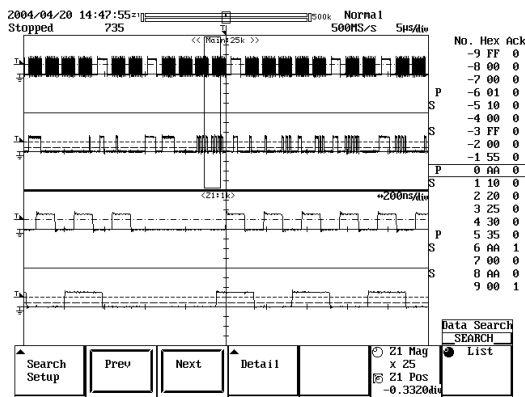 2004/04/20 14:47:55 500k Normal
Stopped 735 500MS/s 5µs/div
<< Main:25k >>
No. Hex Ack
-9 FF 0
-8 00 0
-7 00 0
P -6 01 0
S -5 10 0
-4 00 0
S -3 FF 0
-2 00 0
-1 55 0
P 0 AA 0
S 1 10 0
2 20 0
3 25 0
4 30 0
P 5 35 0
S 6 AA 1
7 00 0
S 8 AA 0
9 00 1
<Z1:1k> ↔200ns/div
Data Search
SEARCH
Search Setup
Prev
Next
Detail
Z1 Mag
x 25
Z1 Pos
-0.3320div
List